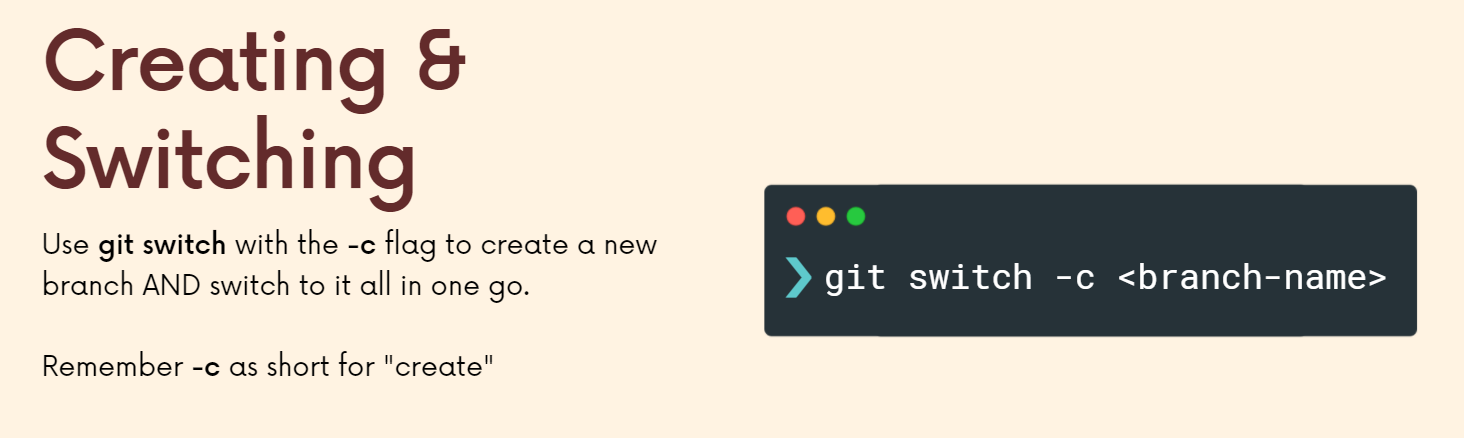 Creating &
Switching
Use git switch with the -c flag to create a new
branch AND switch to it all in one go.
Remember -c as short for "create"
❯ git switch -c <branch-name>